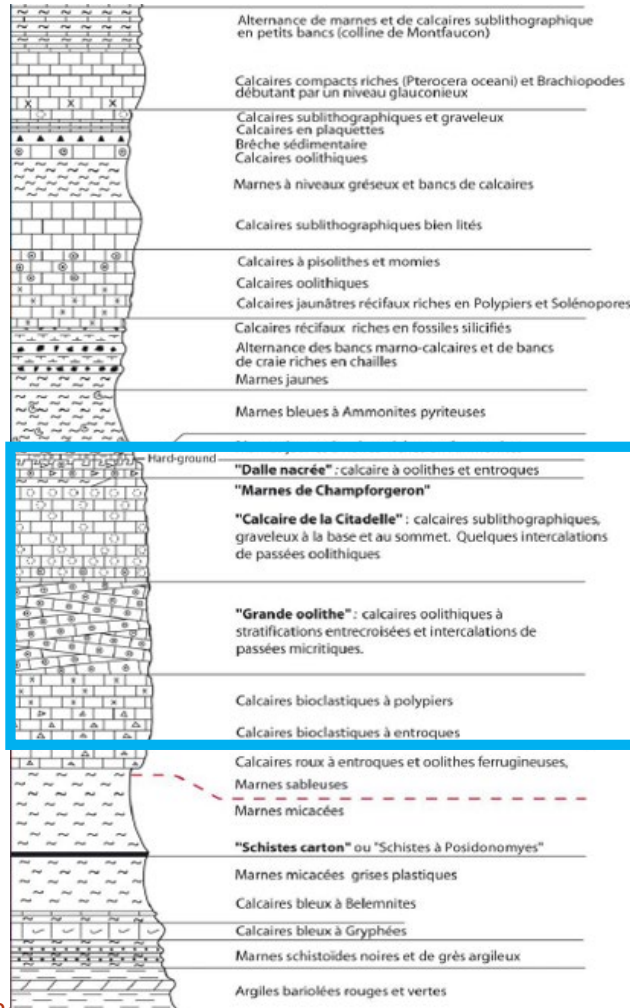 Alternance de marnes et de calcaires sublithographique
en petits bancs (colline de Montfaucon)
Calcaires compacts riches (Pterocera oceani) et Brachiopodes
débutant par un niveau glauconieux
Calcaires sublithographiques et graveleux
Calcaires en plaquettes
Brêche sédimentaire
Calcaires oolithiques
Marnes à niveaux gréseux et bancs de calcaires
Calcaires sublithographiques bien lités
Calcaires à pisolithes et momies
Calcaires oolithiques
Calcaires jaunâtres récifaux riches en Polypiers et Solénopores
Calcaires récifaux riches en fossiles silicifiés
Alternance des bancs marno-calcaires et de bancs
de craie riches en chailles
Marnes jaunes
Marnes bleues à Ammonites pyriteuses
Hard-ground
"Dalle nacrée" : calcaire à oolithes et entroques
"Marnes de Champforgeron"
"Calcaire de la Citadelle" : calcaires sublithographiques,
graveleux à la base et au sommet. Quelques intercalations
de passées oolithiques
"Grande oolithe" : calcaires oolithiques à
stratifications entrecroisées et intercalations de
passées micritiques.
Calcaires bioclastiques à polypiers
Calcaires bioclastiques à entroques
Calcaires roux à entroques et oolithes ferrugineuses,
Marnes sableuses
Marnes micacées
"Schistes carton" ou "Schistes à Posidonomyes"
Marnes micacées grises plastiques
Calcaires bleux à Belemnites
Calcaires bleux à Gryphées
Marnes schistoïdes noires et de grès argileux
Argiles bariolées rouges et vertes